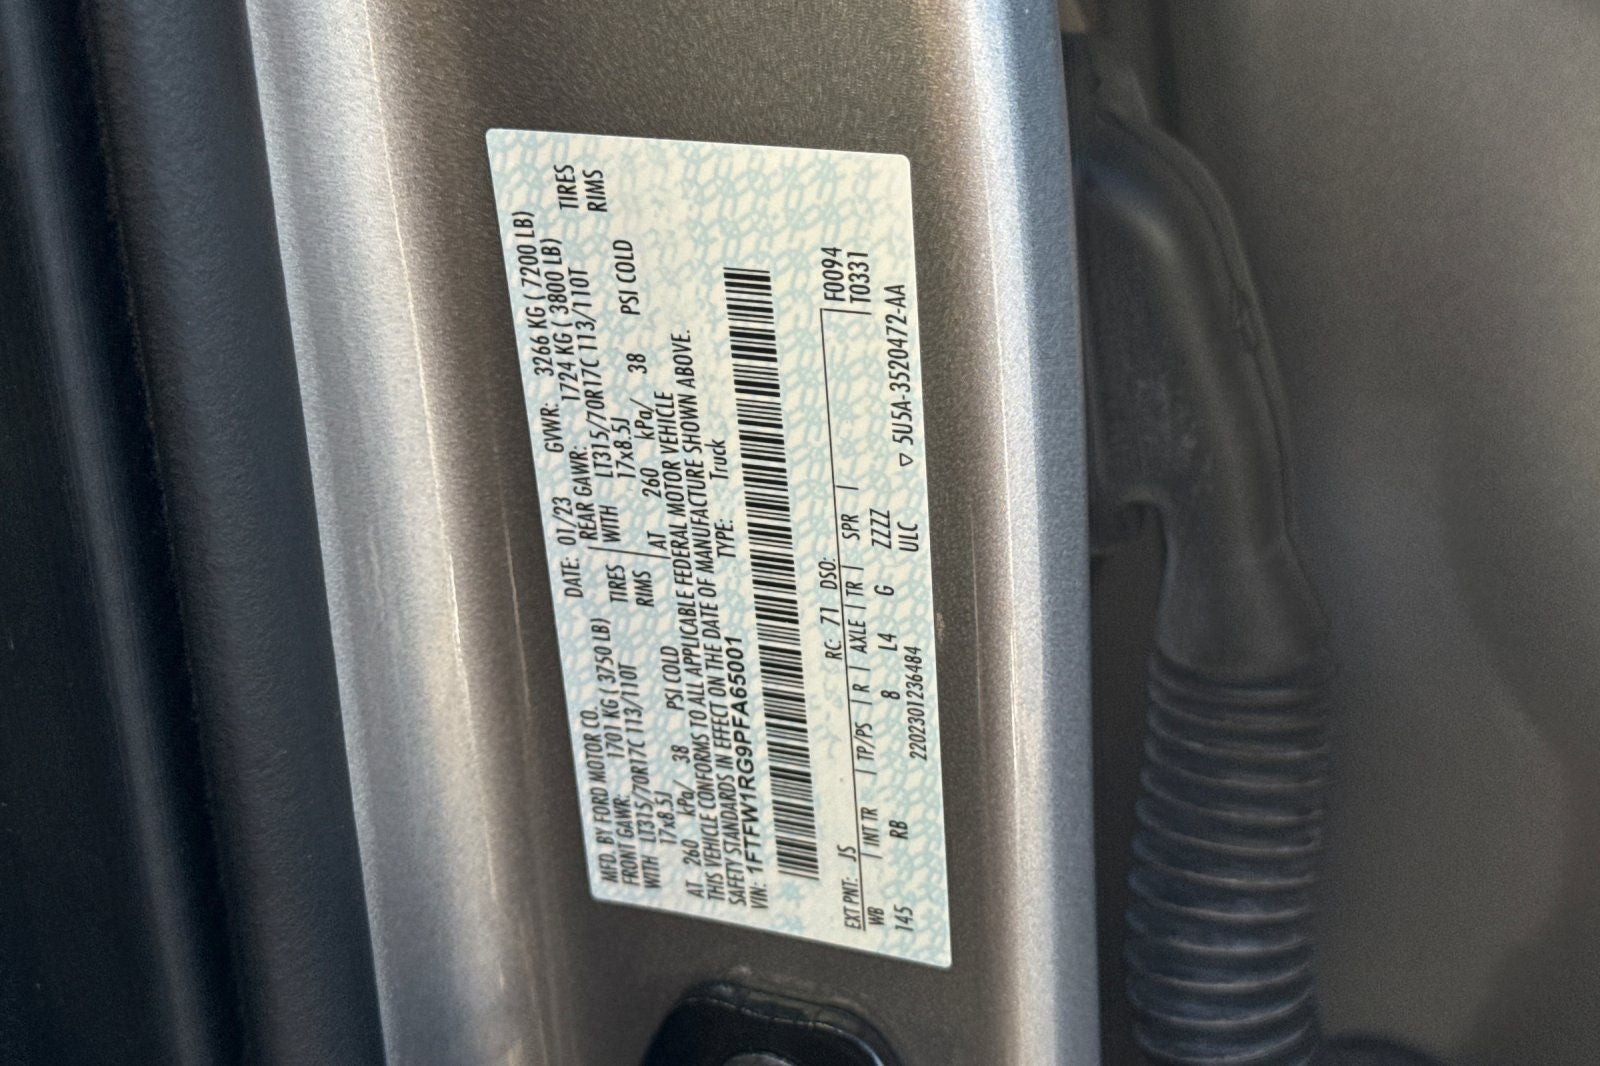 MFD. BY FORD MOTOR CO.
DATE: 01/23 GVWR: 3266 KG ( 7200 LB)
FRONT GAWR: 1701 KG ( 3750 LB) REAR GAWR: 1724 KG ( 3800 LB)
WITH LT315/70R17C 113/110T TIRES WITH LT315/70R17C 113/110T TIRES
17x8.5J RIMS 17x8.5J RIMS
AT 260 kPa/ 38 PSI COLD AT 260 kPa/ 38 PSI COLD
THIS VEHICLE CONFORMS TO ALL APPLICABLE FEDERAL MOTOR VEHICLE
SAFETY STANDARDS IN EFFECT ON THE DATE OF MANUFACTURE SHOWN ABOVE.
VIN: 1FTFW1RG9PFA65001 TYPE: Truck
F0094
EXT PNT: JS RC: 71 DSO: T0331
WB INT TR TP/PS R AXLE TR SPR
145 RB 8 L4 G ZZZZ ▽ 5U5A-3520472-AA
2202301236484 ULC